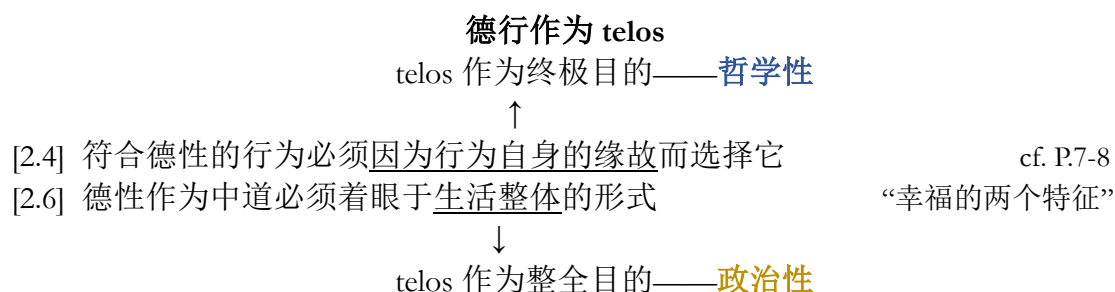 德行作为 telos
telos 作为终极目的——哲学性
↑
[2.4] 符合德性的行为必须因为行为自身的缘故而选择它 cf. P.7-8
[2.6] 德性作为中道必须着眼于生活整体的形式 “幸福的两个特征”
↓
telos 作为整全目的——政治性